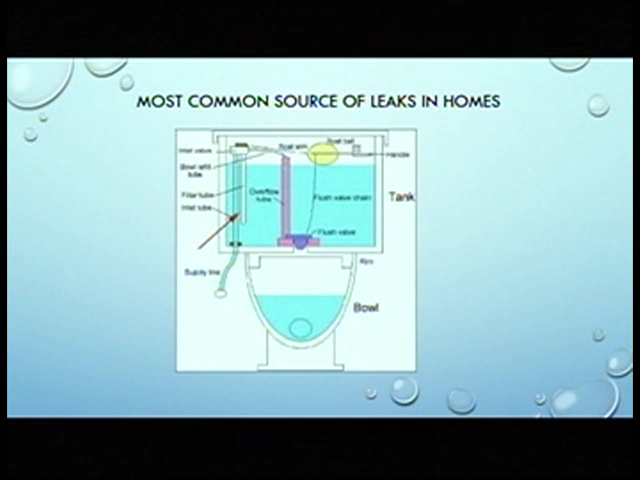 MOST COMMON SOURCE OF LEAKS IN HOMES
Float ball
Float arm
Inlet valve
Handle
Bowl refill
tube
Tank
Filler tube
Overflow
tube
Flush valve chain
Inlet tube
Flush valve
Rim
Supply line
Bowl